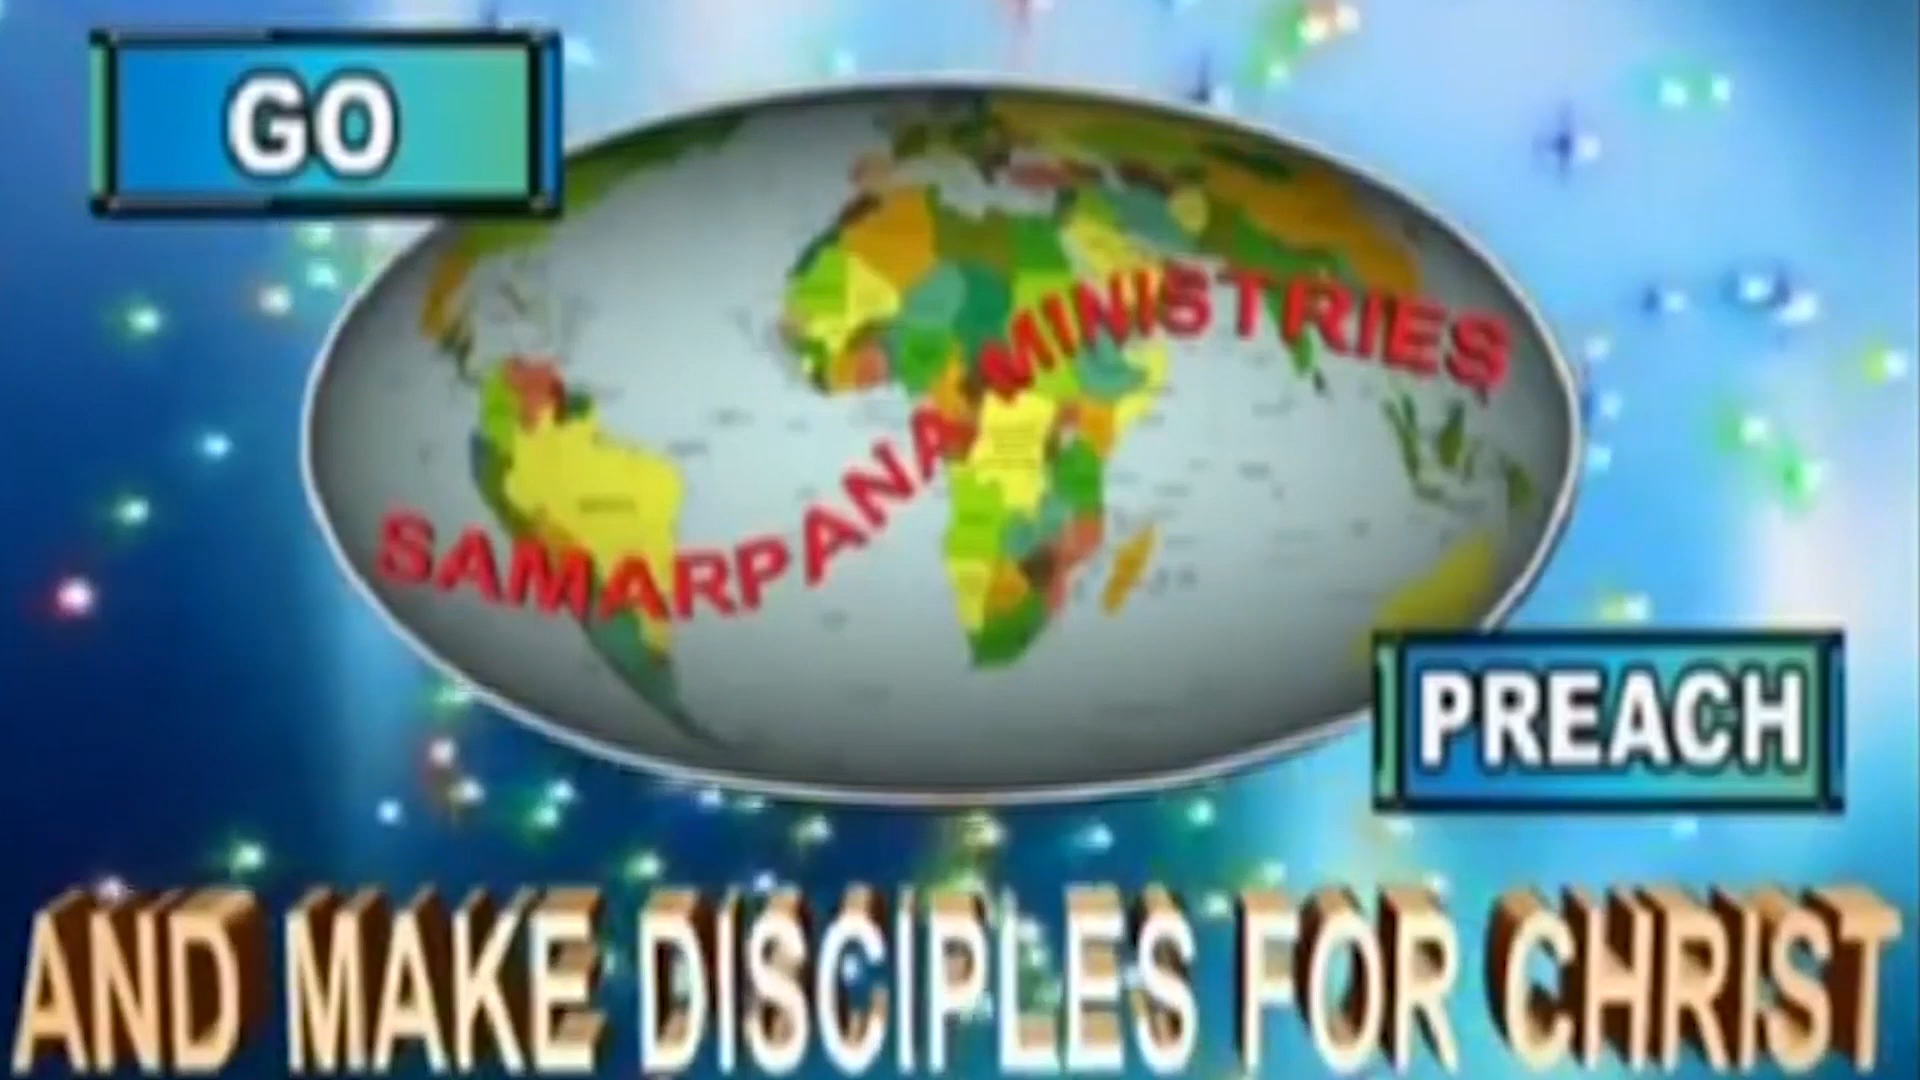 GO
SAMARPANA MINISTRIES
PREACH
AND MAKE DISCIPLES FOR CHRIST